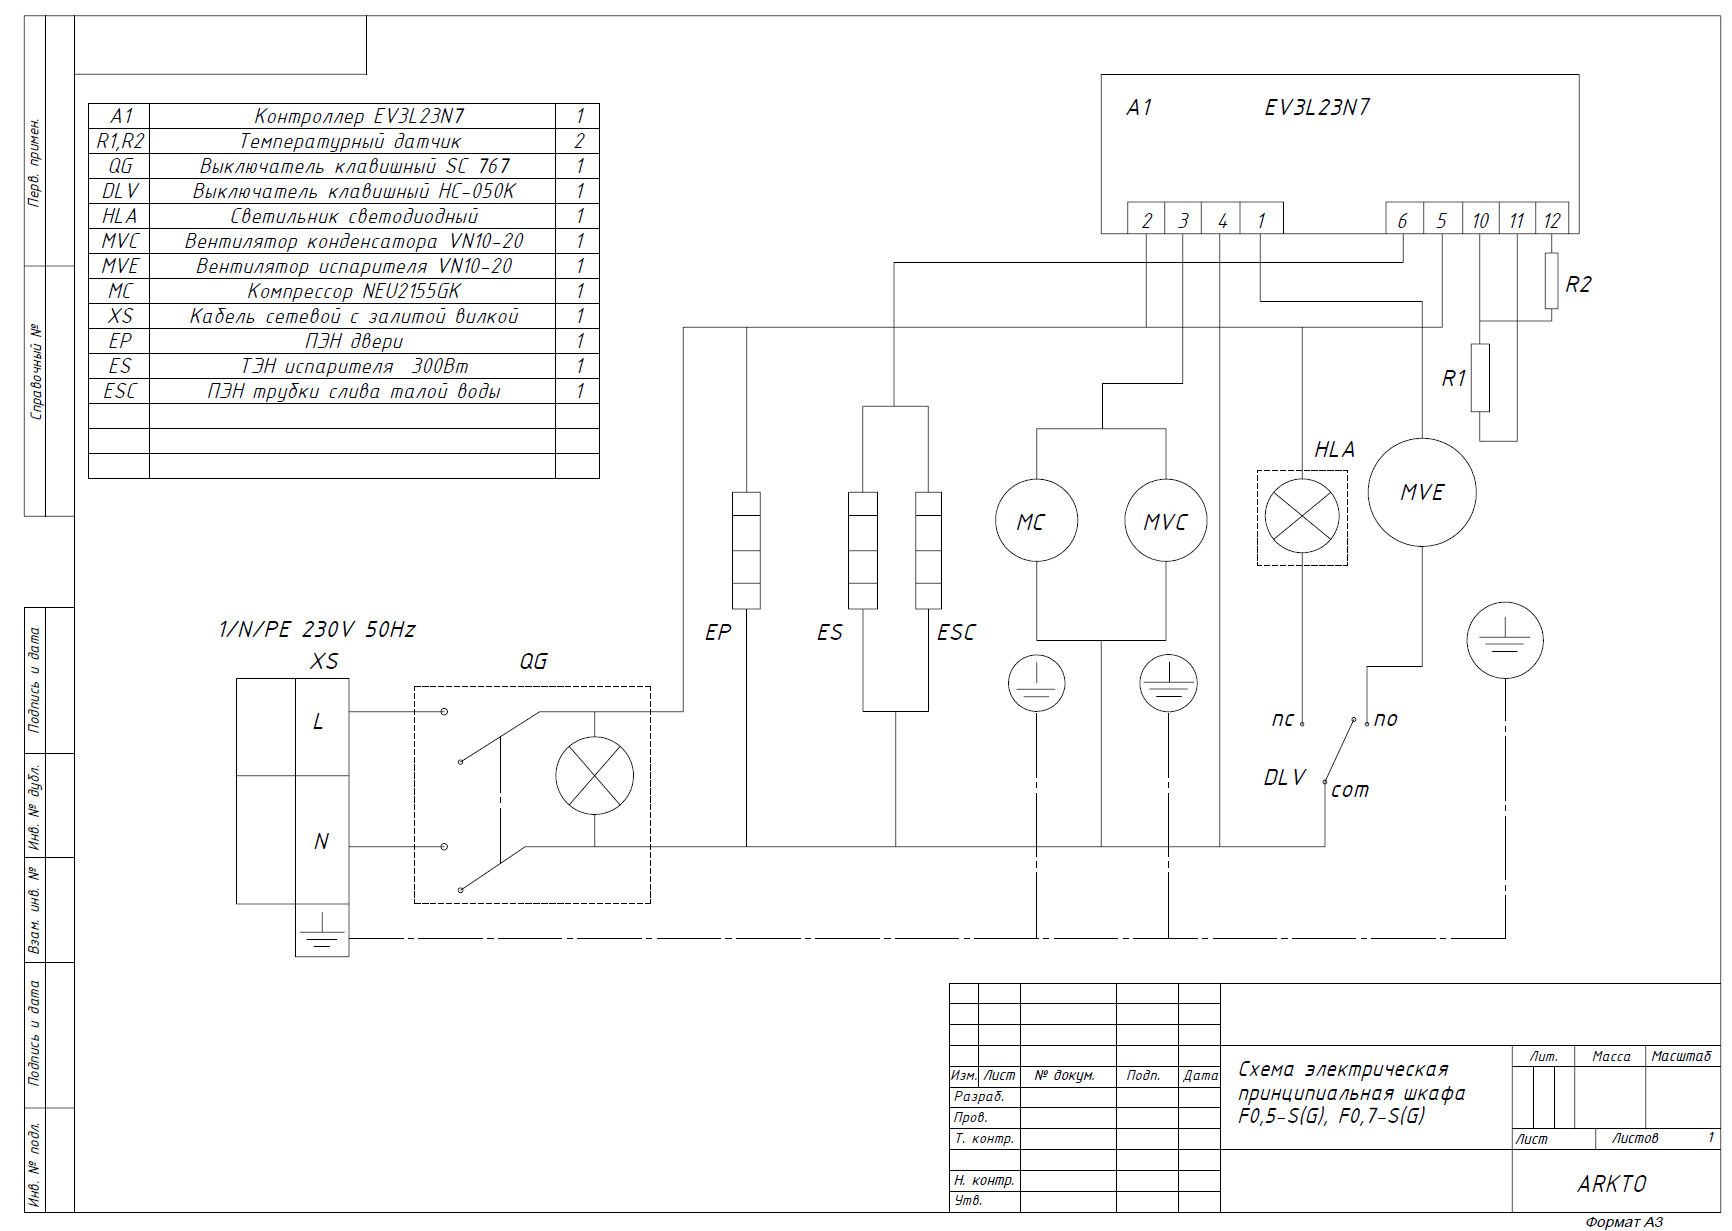 Перв. примен.
Справочный №
Подпись и дата
Инв. № дубл.
Взам. инв. №
Подпись и дата
Инв. № подл.
A1 Контроллер EV3L23N7 1
R1,R2 Температурный датчик 2
QG Выключатель клавишный SC 767 1
DLV Выключатель клавишный HC-050K 1
HLA Светильник светодиодный 1
MVC Вентилятор конденсатора VN10-20 1
MVE Вентилятор испарителя VN10-20 1
MC Компрессор NEU2155GK 1
XS Кабель сетевой с залитой вилкой 1
EP ПЭН двери 1
ES ТЭН испарителя 300Вт 1
ESC ПЭН трубки слива талой воды 1
A1 EV3L23N7
2 3 4 1 6 5 10 11 12
R2
R1
HLA
MVE
MC
MVC
EP
ES
ESC
1/N/PE 230V 50Hz
XS
QG
L
N
nc
no
DLV
com
Изм. Лист № докум. Подп. Дата
Разраб.
Пров.
Т. контр.
Н. контр.
Утв.
Схема электрическая
принципиальная шкафа
F0,5-S(G), F0,7-S(G)
Лит. Масса Масштаб
Лист Листов 1
ARKTO
Формат А3